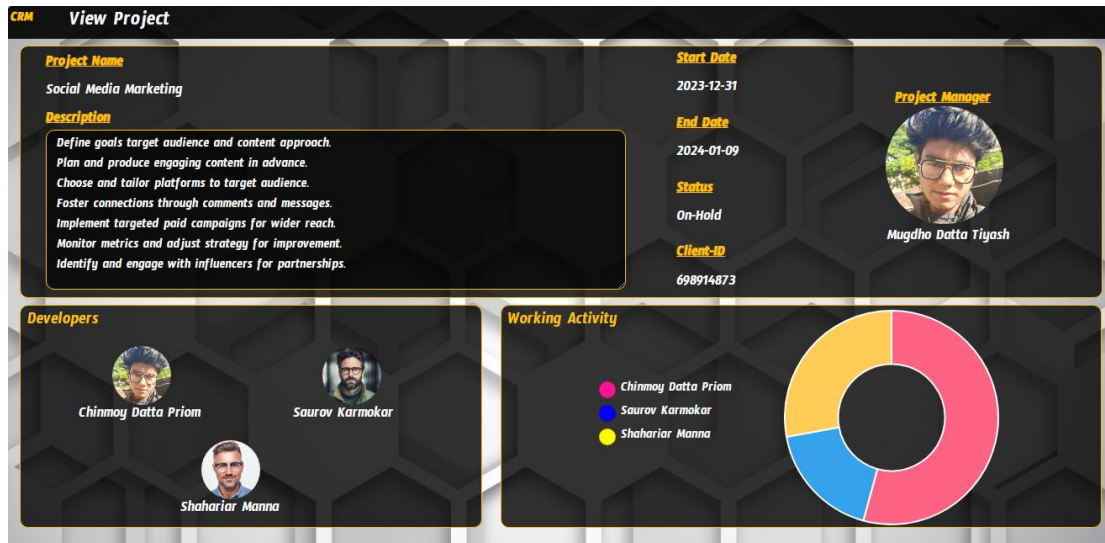 CRM
View Project
Project Name
Social Media Marketing
Description
Define goals target audience and content approach.
Plan and produce engaging content in advance.
Choose and tailor platforms to target audience.
Foster connections through comments and messages.
Implement targeted paid campaigns for wider reach.
Monitor metrics and adjust strategy for improvement.
Identify and engage with influencers for partnerships.
Start Date
2023-12-31
End Date
2024-01-09
Status
On-Hold
Client-ID
698914873
Project Manager
Mugdho Datta Tiyash
Developers
Chinmoy Datta Priom
Saurov Karmokar
Shahariar Manna
Working Activity
Chinmoy Datta Priom
Saurov Karmokar
Shahariar Manna